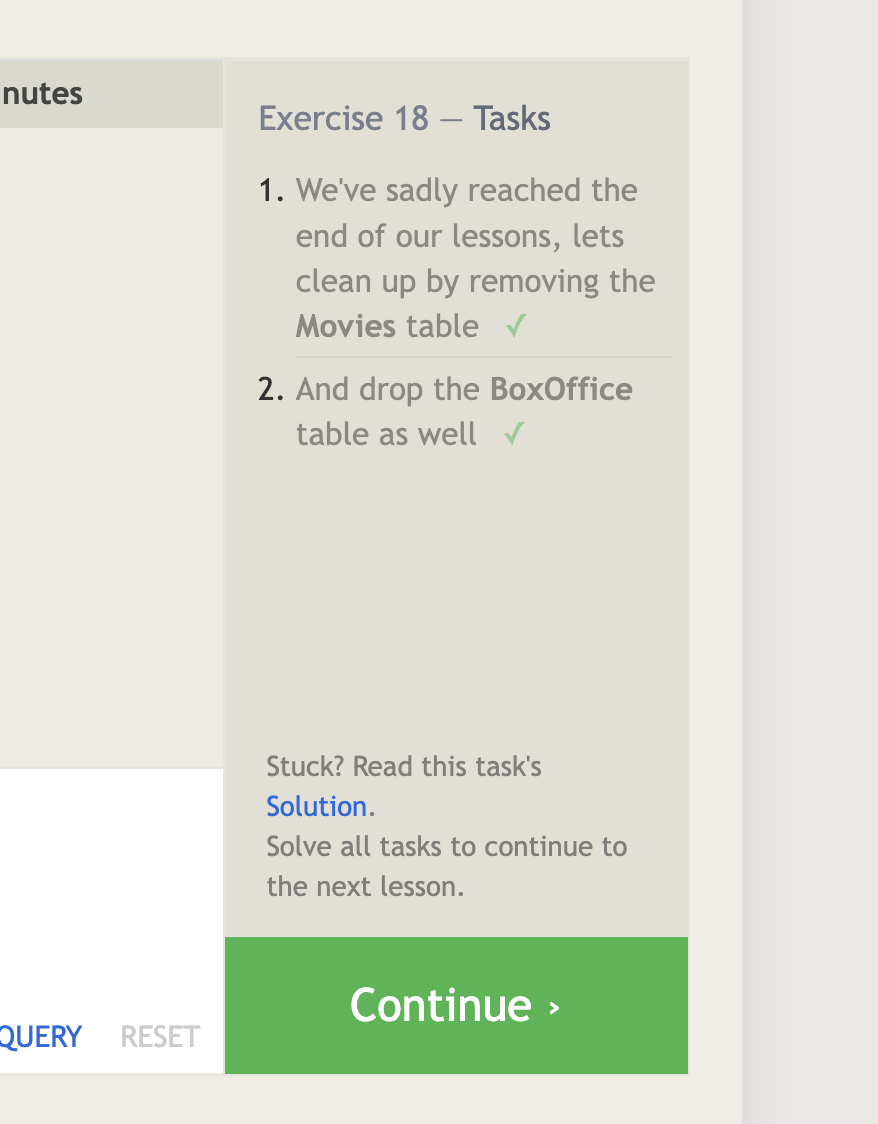 inutes
Exercise 18 — Tasks
1. We've sadly reached the
end of our lessons, lets
clean up by removing the
Movies table ✓
2. And drop the BoxOffice
table as well ✓
Stuck? Read this task's
Solution.
Solve all tasks to continue to
the next lesson.
QUERY RESET
Continue ›